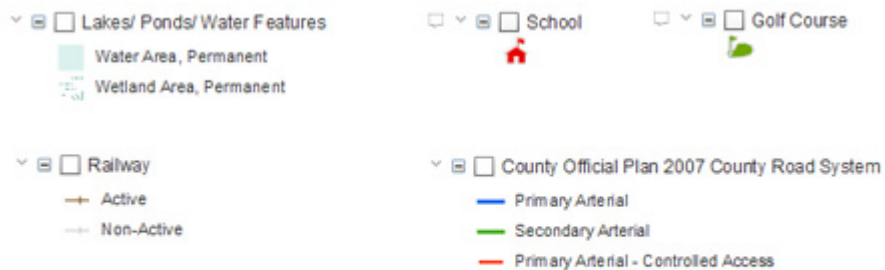 Lakes/ Ponds/ Water Features
Water Area, Permanent
Wetland Area, Permanent
School
Golf Course
Railway
Active
Non-Active
County Official Plan 2007 County Road System
Primary Arterial
Secondary Arterial
Primary Arterial - Controlled Access